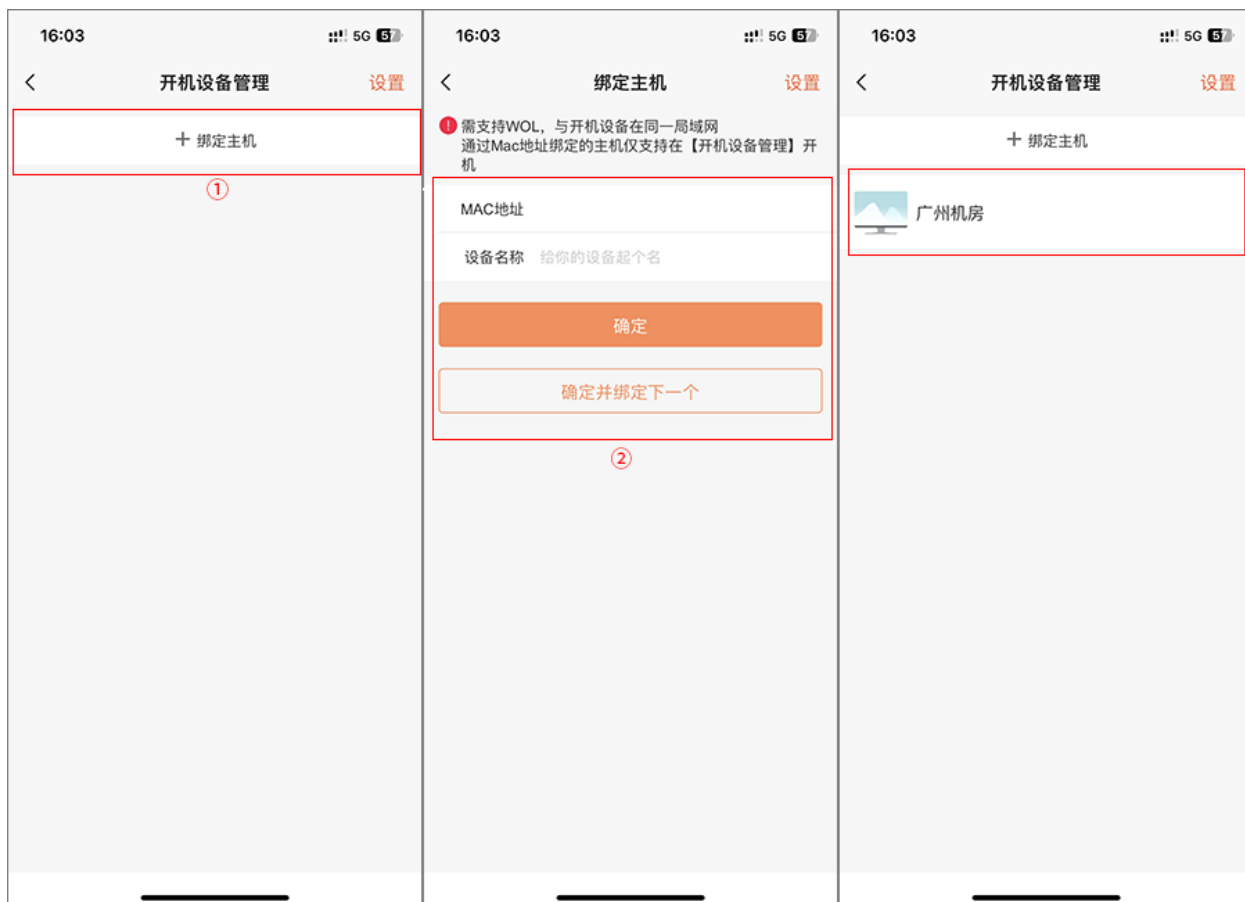 16:03
5G 57
开机设备管理
设置
+ 绑定主机
①
16:03
5G 57
绑定主机
设置
需支持WOL，与开机设备在同一局域网
通过Mac地址绑定的主机仅支持在【开机设备管理】开
机
MAC地址
设备名称 给你的设备起个名
确定
确定并绑定下一个
②
16:03
5G 57
开机设备管理
设置
+ 绑定主机
广州机房